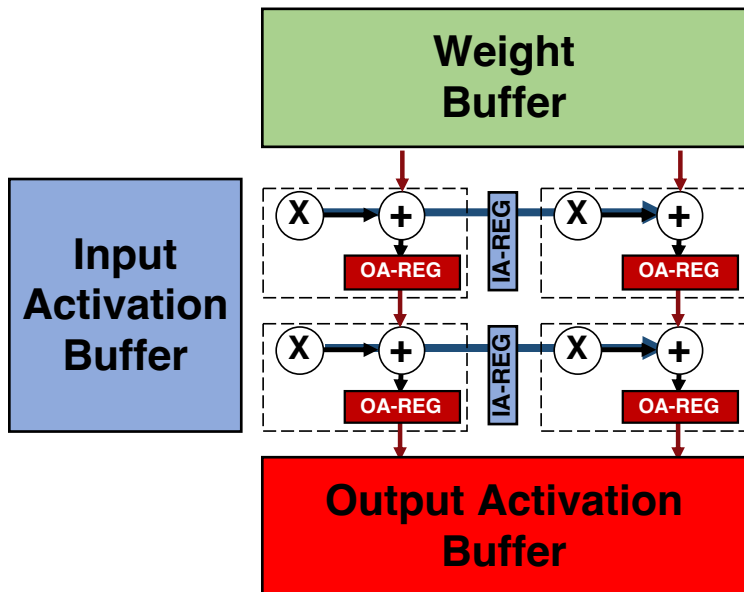 Weight
Buffer
Input
Activation
Buffer
X
+
IA-REG
X
+
OA-REG
OA-REG
X
+
IA-REG
X
+
OA-REG
OA-REG
Output Activation
Buffer